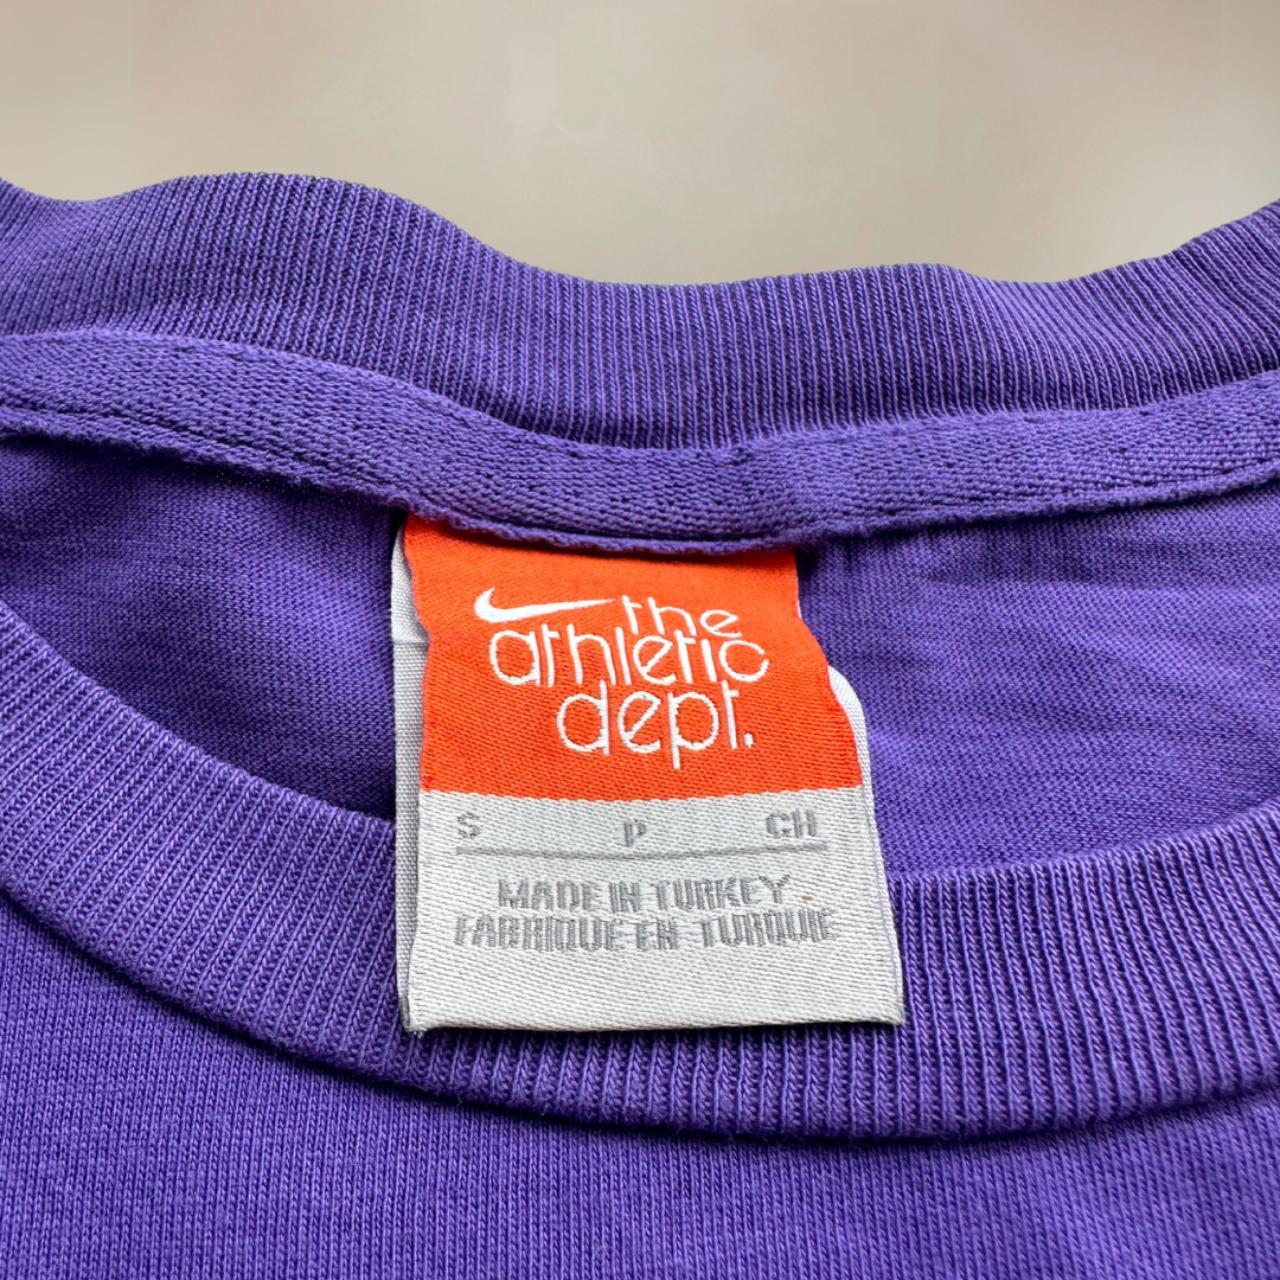 the
athletic
dept.
S P CH
MADE IN TURKEY
FABRIQUE EN TURQUIE